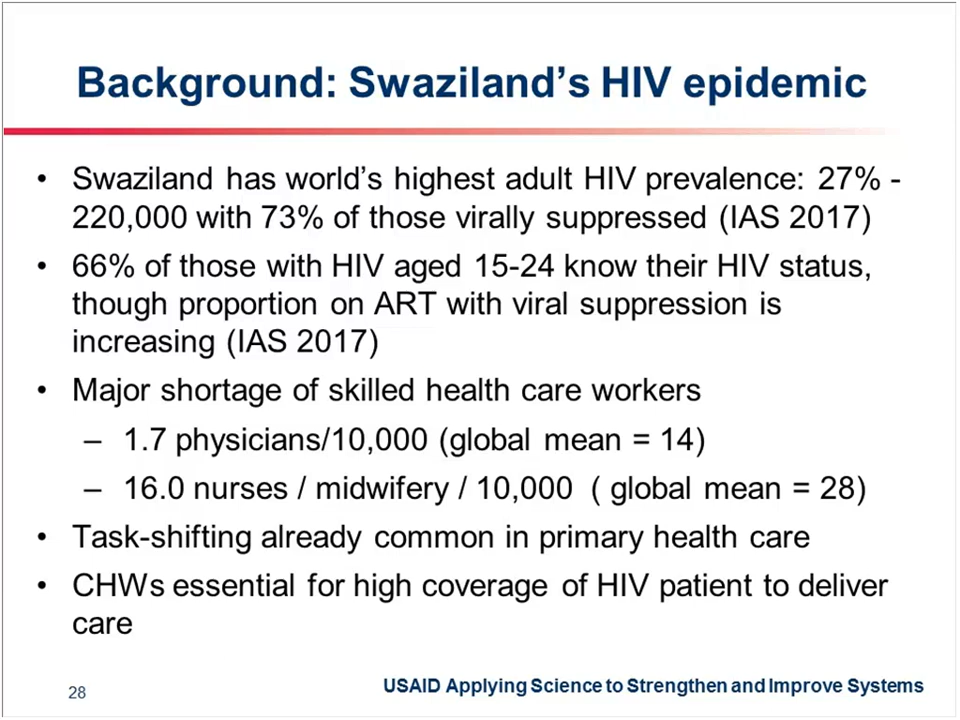 Background: Swaziland's HIV epidemic
• Swaziland has world's highest adult HIV prevalence: 27% -
220,000 with 73% of those virally suppressed (IAS 2017)
• 66% of those with HIV aged 15-24 know their HIV status,
though proportion on ART with viral suppression is
increasing (IAS 2017)
• Major shortage of skilled health care workers
– 1.7 physicians/10,000 (global mean = 14)
– 16.0 nurses / midwifery / 10,000 ( global mean = 28)
• Task-shifting already common in primary health care
• CHWs essential for high coverage of HIV patient to deliver
care
28
USAID Applying Science to Strengthen and Improve Systems